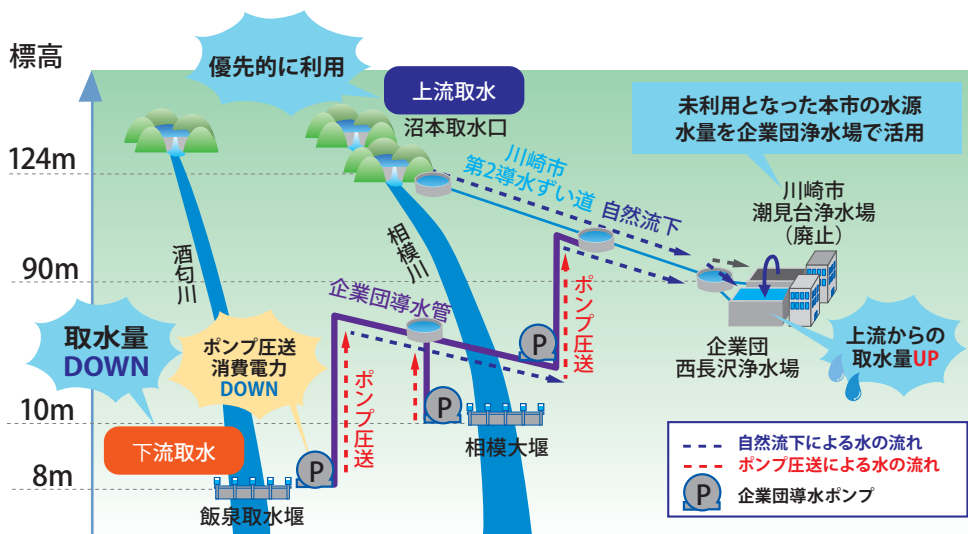 標高
優先的に利用
上流取水
沼本取水口
未利用となった本市の水源
水量を企業団浄水場で活用
124m
川崎市
第2導水ずい道
自然流下
川崎市
潮見台浄水場
（廃止）
酒匂川
相模川
90m
企業団導水管
ポンプ圧送
取水量
DOWN
ポンプ圧送
消費電力
DOWN
ポンプ圧送
P
企業団
西長沢浄水場
上流からの
取水量UP
10m
P
相模大堰
下流取水
P
8m
飯泉取水堰
自然流下による水の流れ
ポンプ圧送による水の流れ
P
企業団導水ポンプ